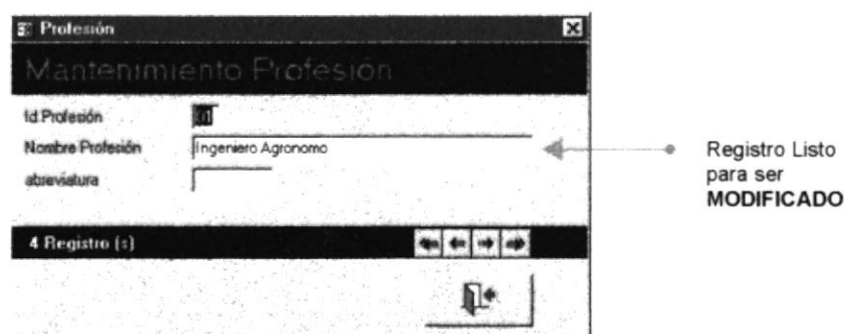 Profesión
Mantenimiento Profesión
Id Profesión
Nombre Profesión
Ingeniero Agronomo
abreviatura
4 Registro (s)
Registro Listo
para ser
MODIFICADO